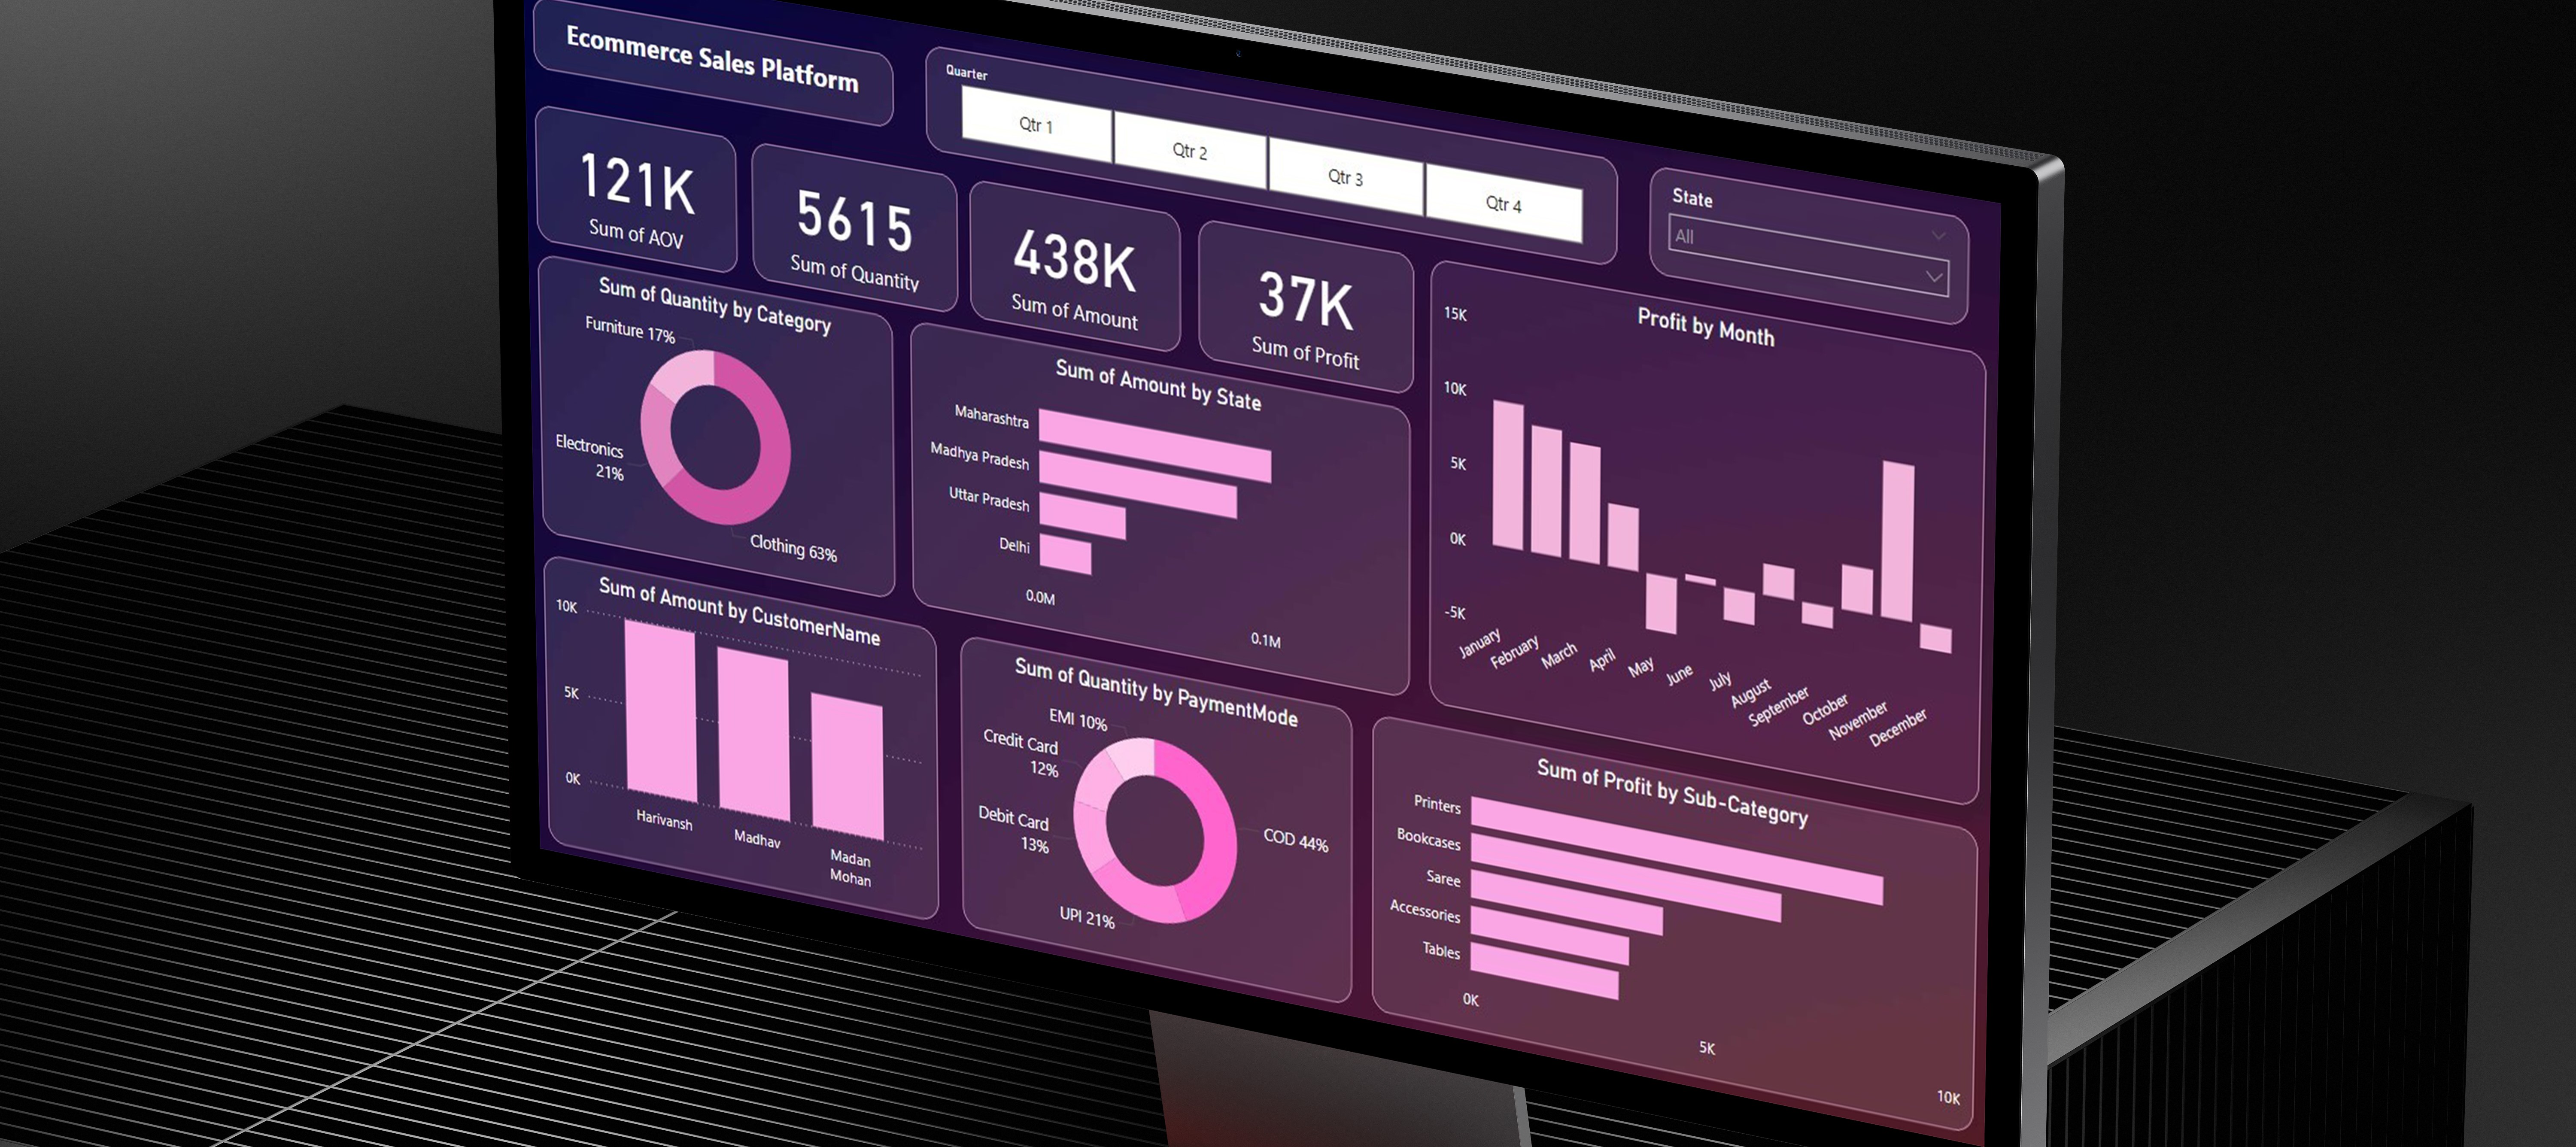 Ecommerce Sales Platform
Quarter
Qtr 1
Qtr 2
Qtr 3
Qtr 4
State
All
121K
Sum of AOV
5615
Sum of Quantity
438K
Sum of Amount
37K
Sum of Profit
Sum of Quantity by Category
Furniture 17%
Electronics
21%
Clothing 63%
Sum of Amount by State
Maharashtra
Madhya Pradesh
Uttar Pradesh
Delhi
0.0M
0.1M
Profit by Month
15K
10K
5K
0K
-5K
January
February
March
April
May
June
July
August
September
October
November
December
Sum of Amount by CustomerName
10K
5K
0K
Harivansh
Madhav
Madan
Mohan
Sum of Quantity by PaymentMode
EMI 10%
Credit Card
12%
Debit Card
13%
UPI 21%
COD 44%
Sum of Profit by Sub-Category
Printers
Bookcases
Saree
Accessories
Tables
0K
5K
10K